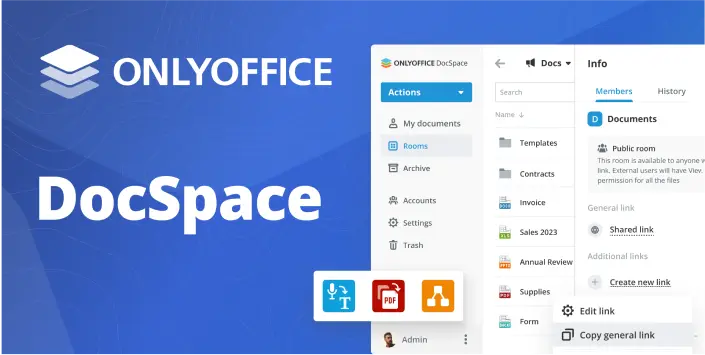 ONLYOFFICE
DocSpace
ONLYOFFICE DocSpace
Actions
My documents
Rooms
Archive
Accounts
Settings
Trash
Admin
T
PDF
Docs
Search
Name
Templates
Contracts
Invoice
Sales 2023
Annual Review
Supplies
PDF
Form
Info
Members
History
D
Documents
Public room
This room is available to anyone w
link. External users will have Viev.
permission for all the files
General link
Shared link
Additional links
Create new link
Edit link
Copy general link